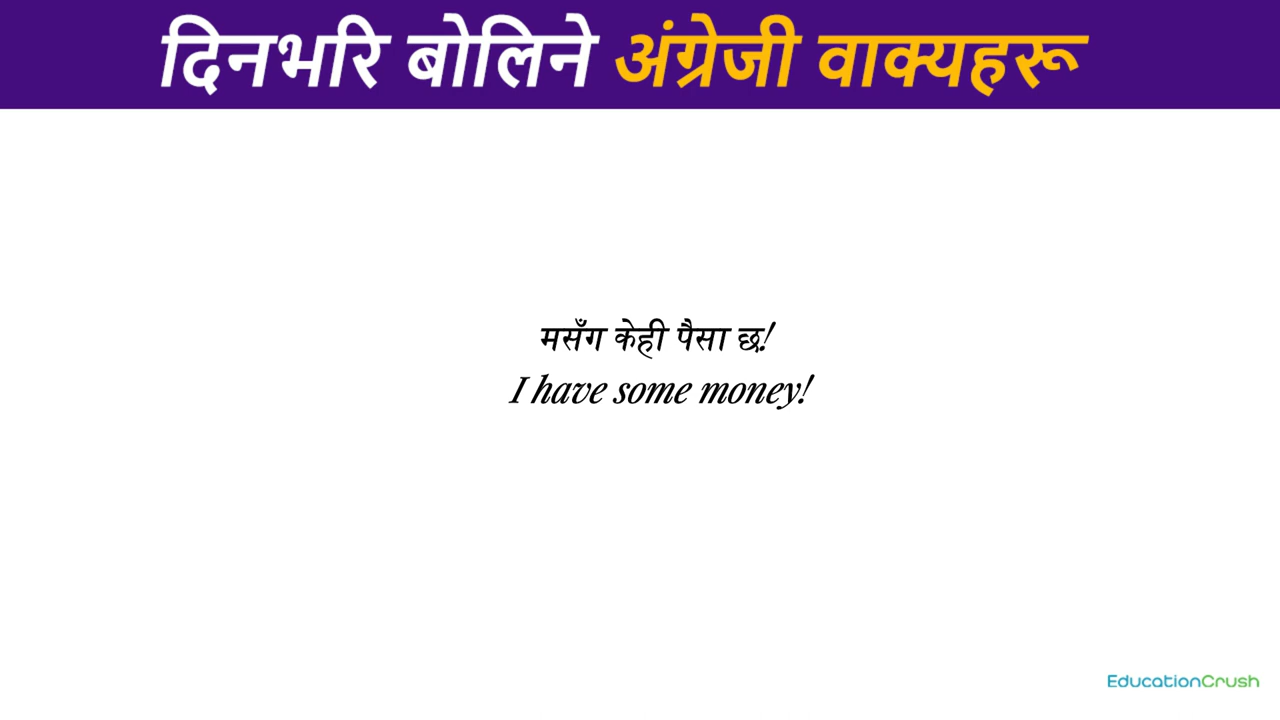 दिनभरि बोलिने अंग्रेजी वाक्यहरू
मसँग केही पैसा छ!
I have some money!
EducationCrush